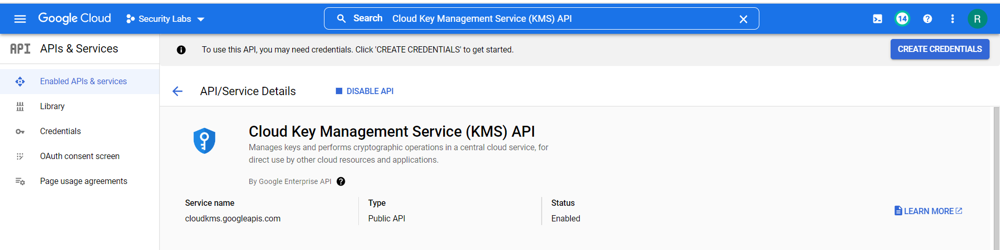 Google Cloud
Security Labs
Search Cloud Key Management Service (KMS) API
14
R
API APIs & Services
To use this API, you may need credentials. Click 'CREATE CREDENTIALS' to get started.
CREATE CREDENTIALS
Enabled APIs & services
Library
Credentials
OAuth consent screen
Page usage agreements
API/Service Details
DISABLE API
Cloud Key Management Service (KMS) API
Manages keys and performs cryptographic operations in a central cloud service, for
direct use by other cloud resources and applications.
By Google Enterprise API
Service name
cloudkms.googleapis.com
Type
Public API
Status
Enabled
LEARN MORE